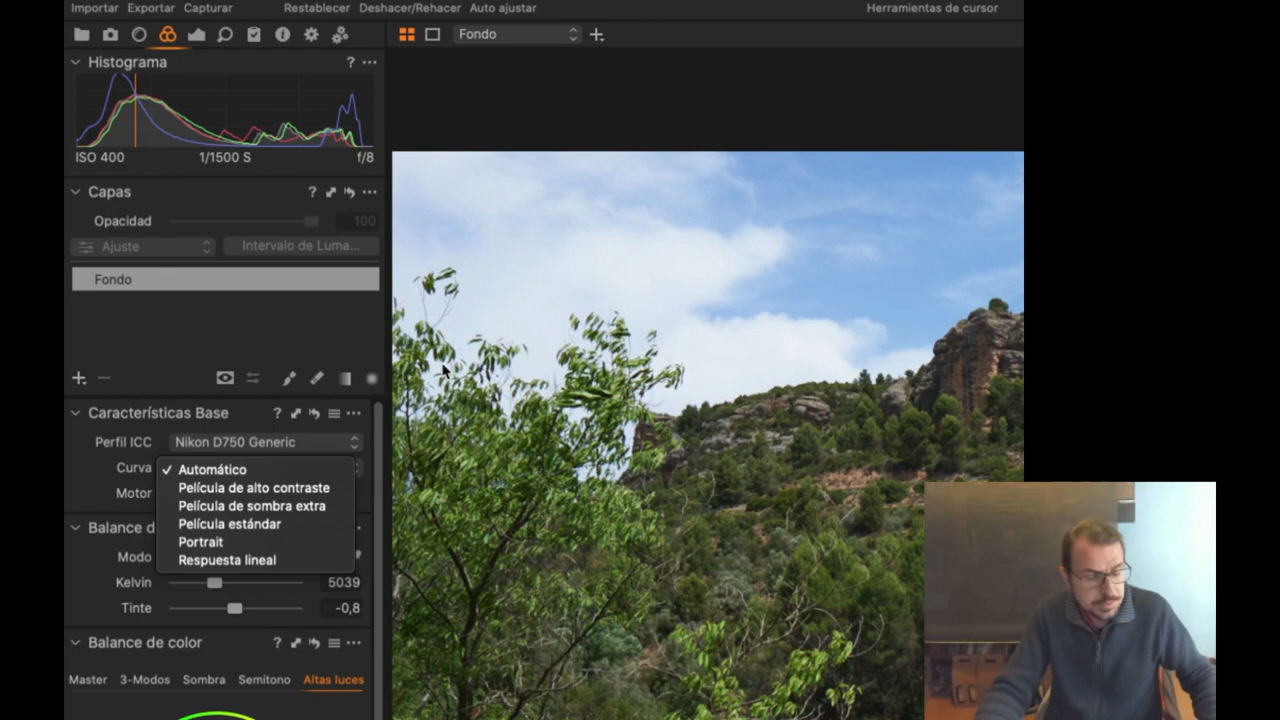 Importar Exportar Capturar Restablecer Deshacer/Rehacer Auto ajustar Herramientas de cursor
Fondo
Histograma
ISO 400 1/1500 S f/8
Capas
Opacidad 100
Ajuste Intervalo de Luma...
Fondo
Características Base
Perfil ICC Nikon D750 Generic
Curva
Automático
Película de alto contraste
Motor
Película de sombra extra
Película estándar
Balance d
Portrait
Modo
Respuesta lineal
Kelvin 5039
Tinte -0,8
Balance de color
Master 3-Modos Sombra Semitono Altas luces